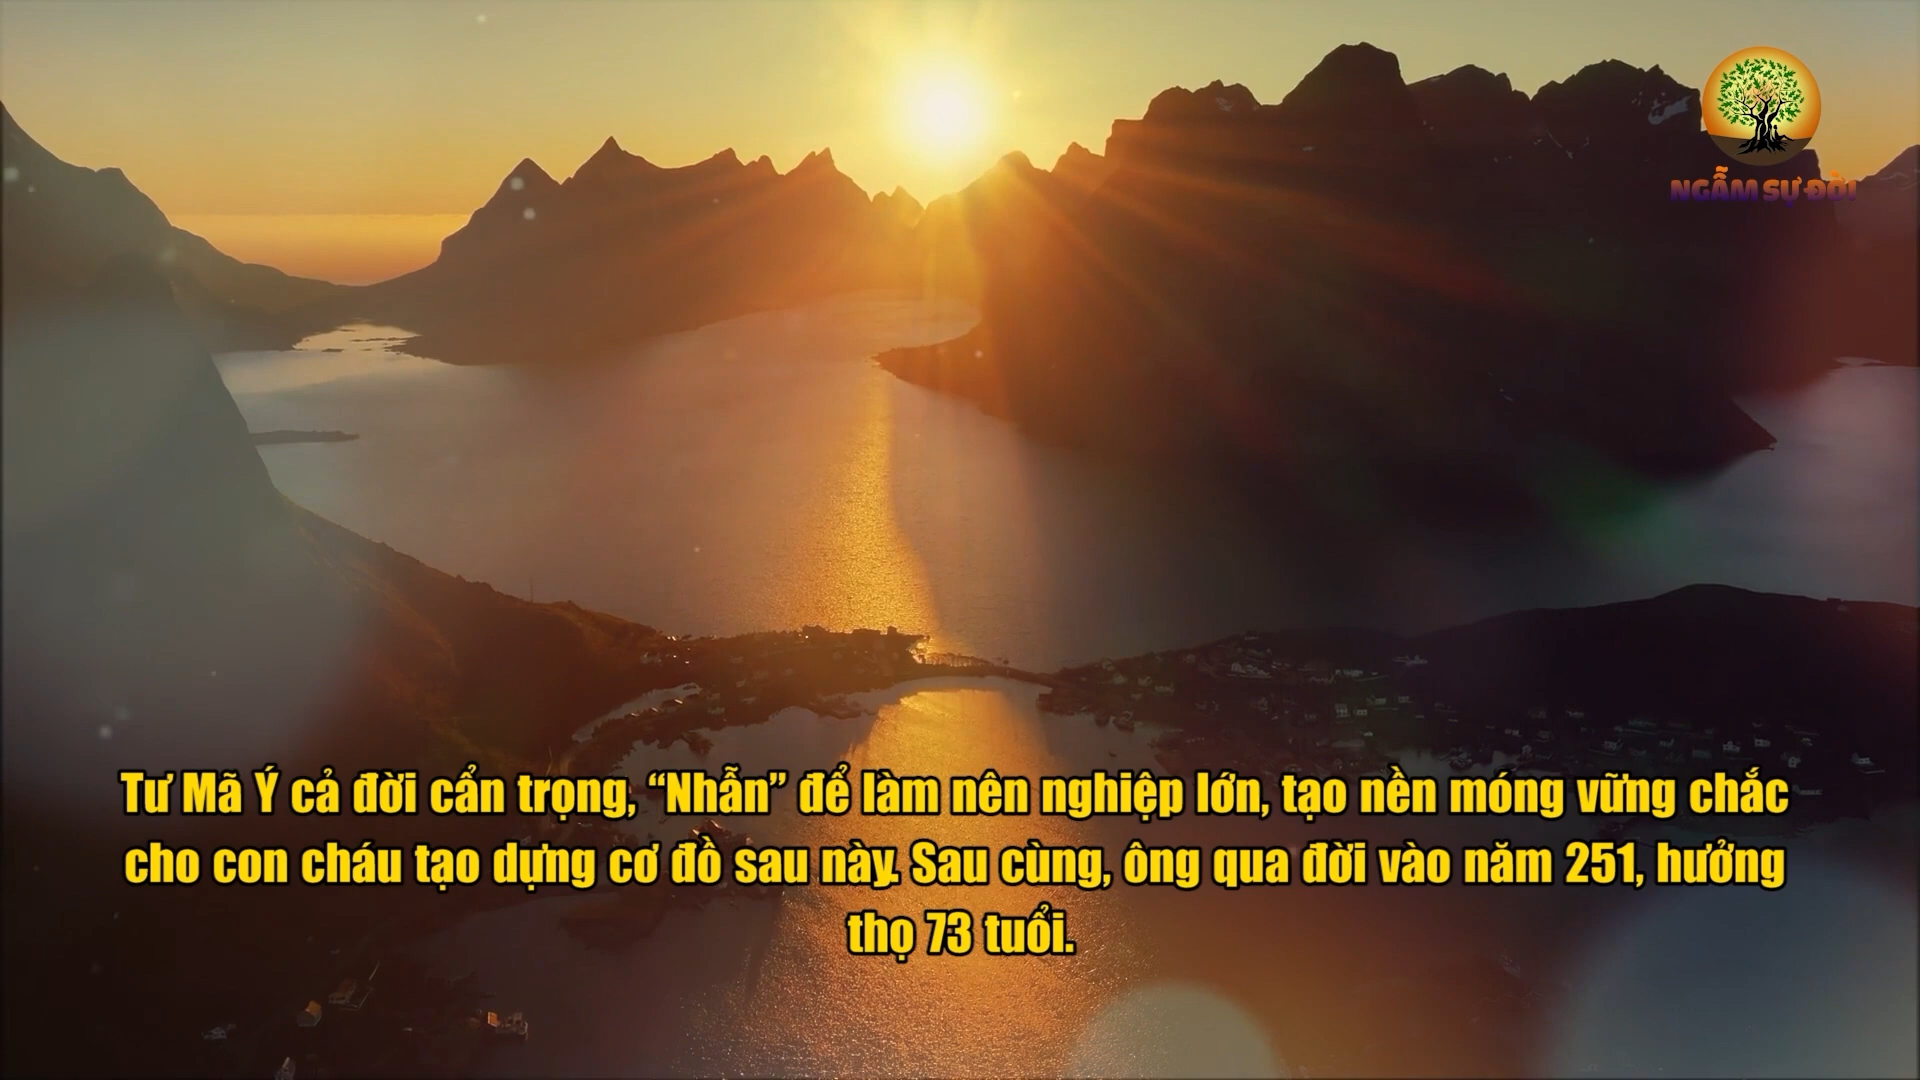 NGẪM SỰ ĐỜI
Tư Mã Ý cả đời cẩn trọng, “Nhẫn” để làm nên nghiệp lớn, tạo nền móng vững chắc
cho con cháu tạo dựng cơ đồ sau này. Sau cùng, ông qua đời vào năm 251, hưởng
thọ 73 tuổi.